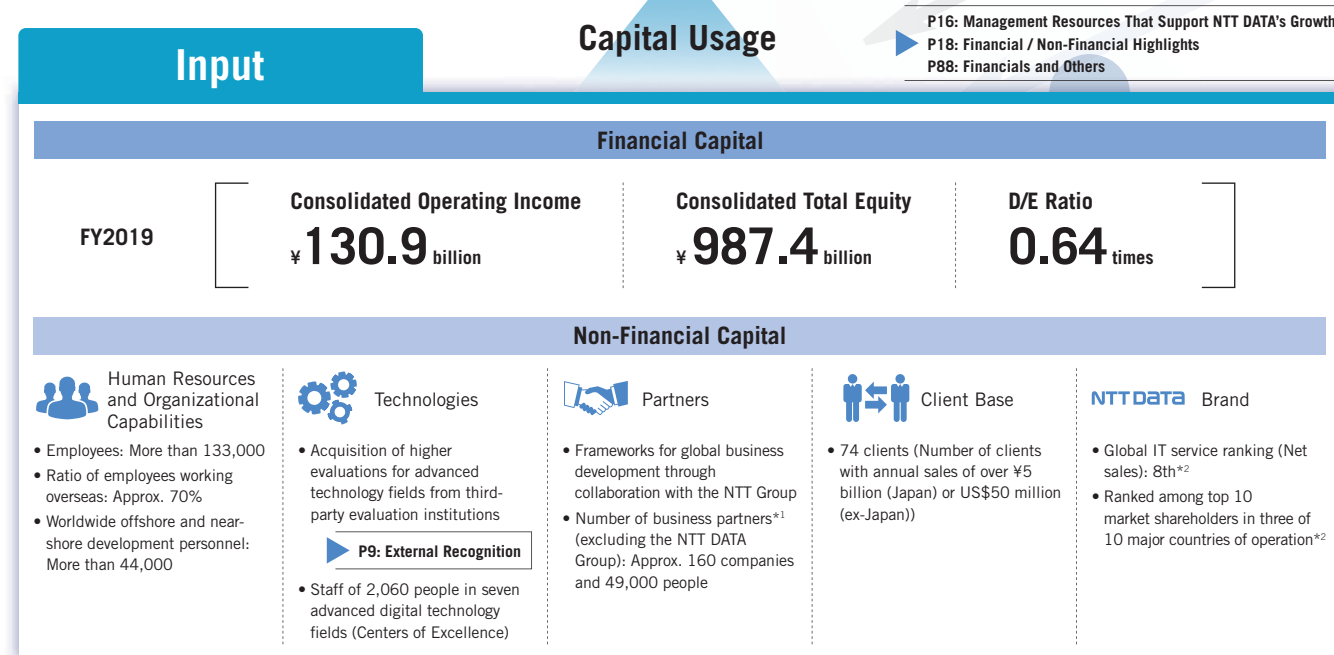 Capital Usage
P16: Management Resources That Support NTT DATA's Growth
P18: Financial / Non-Financial Highlights
P88: Financials and Others
Input
Financial Capital
FY2019
Consolidated Operating Income
¥130.9 billion
Consolidated Total Equity
¥987.4 billion
D/E Ratio
0.64 times
Non-Financial Capital
Human Resources
and Organizational
Capabilities
• Employees: More than 133,000
• Ratio of employees working
overseas: Approx. 70%
• Worldwide offshore and near-
shore development personnel:
More than 44,000
Technologies
• Acquisition of higher
evaluations for advanced
technology fields from third-
party evaluation institutions
P9: External Recognition
• Staff of 2,060 people in seven
advanced digital technology
fields (Centers of Excellence)
Partners
• Frameworks for global business
development through
collaboration with the NTT Group
• Number of business partners*1
(excluding the NTT DATA
Group): Approx. 160 companies
and 49,000 people
Client Base
• 74 clients (Number of clients
with annual sales of over ¥5
billion (Japan) or US$50 million
(ex-Japan))
NTT DATA Brand
• Global IT service ranking (Net
sales): 8th*2
• Ranked among top 10
market shareholders in three of
10 major countries of operation*2